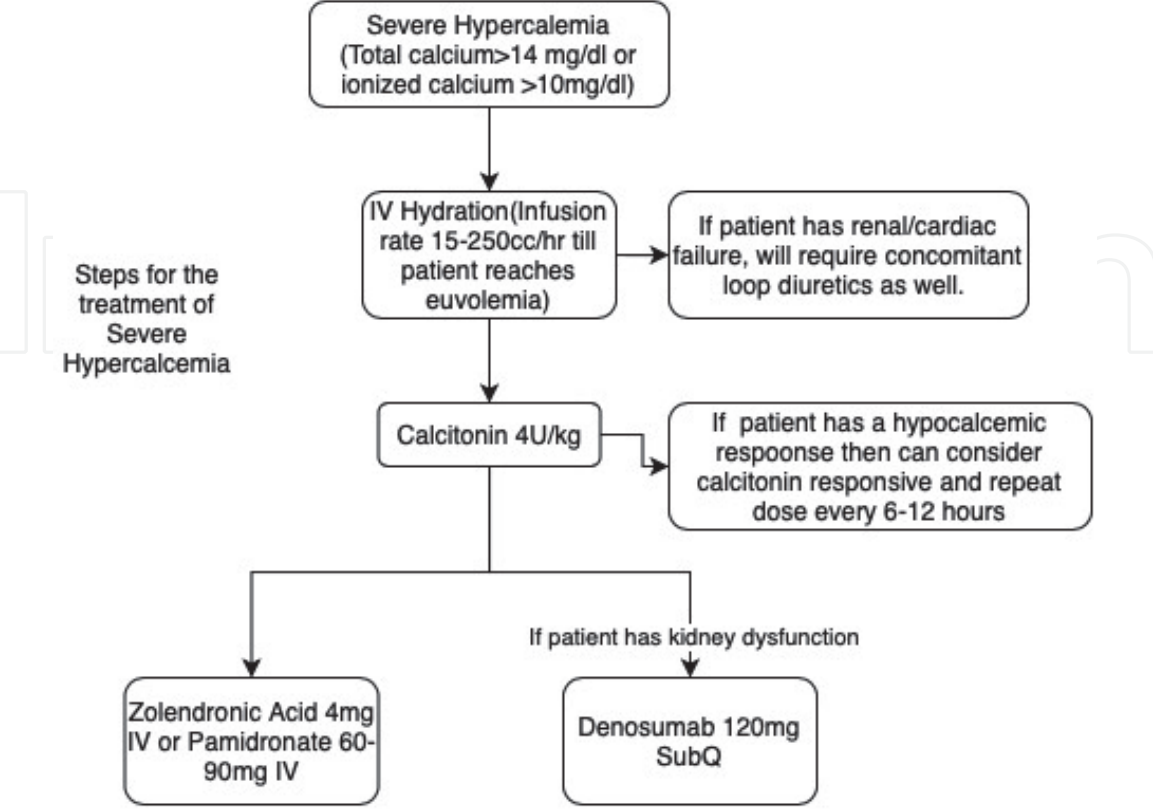 Severe Hypercalemia
(Total calcium>14 mg/dl or
ionized calcium >10mg/dl)
IV Hydration(Infusion
rate 15-250cc/hr till
patient reaches
euvolemia)
If patient has renal/cardiac
failure, will require concomitant
loop diuretics as well.
Steps for the
treatment of
Severe
Hypercalcemia
Calcitonin 4U/kg
If  patient has a hypocalcemic
respoonse then can consider
calcitonin responsive and repeat
dose every 6-12 hours
If patient has kidney dysfunction
Zolendronic Acid 4mg
IV or Pamidronate 60-
90mg IV
Denosumab 120mg
SubQ